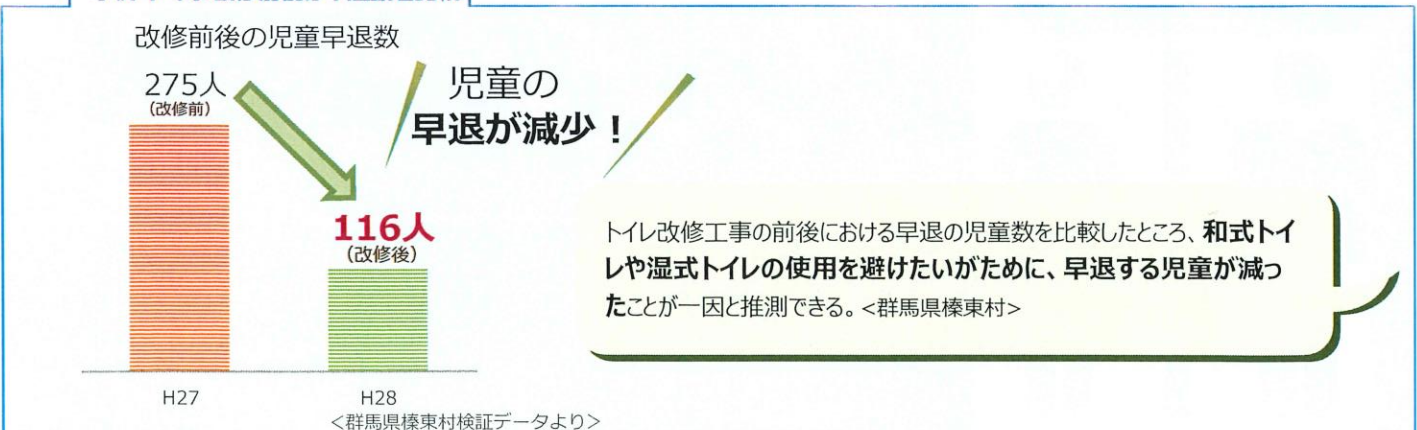 改修前後の児童早退数
275人
(改修前)
児童の
早退が減少！
116人
(改修後)
トイレ改修工事の前後における早退の児童数を比較したところ、和式トイ
レや湿式トイレの使用を避けたいがために、早退する児童が減っ
たことが一因と推測できる。<群馬県榛東村>
H27
H28
<群馬県榛東村検証データより>